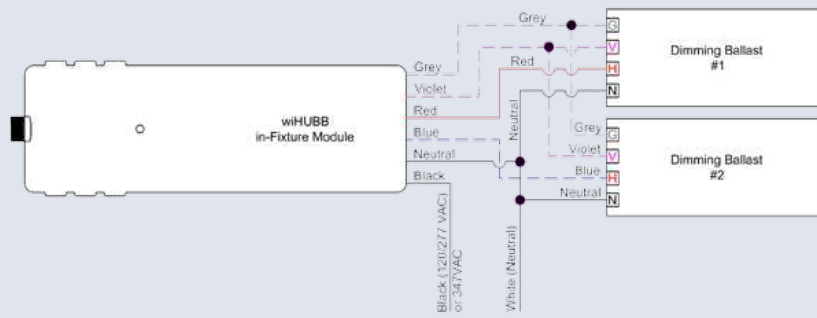 Grey
G
V
Red
H
N
Dimming Ballast
#1
Grey
Violet
Red
Blue
Neutral
Black
wiHUBB
in-Fixture Module
Neutral
Grey
G
Violet
V
Blue
H
Neutral
N
Dimming Ballast
#2
Black (120/277 VAC)
or 347VAC
White (Neutral)